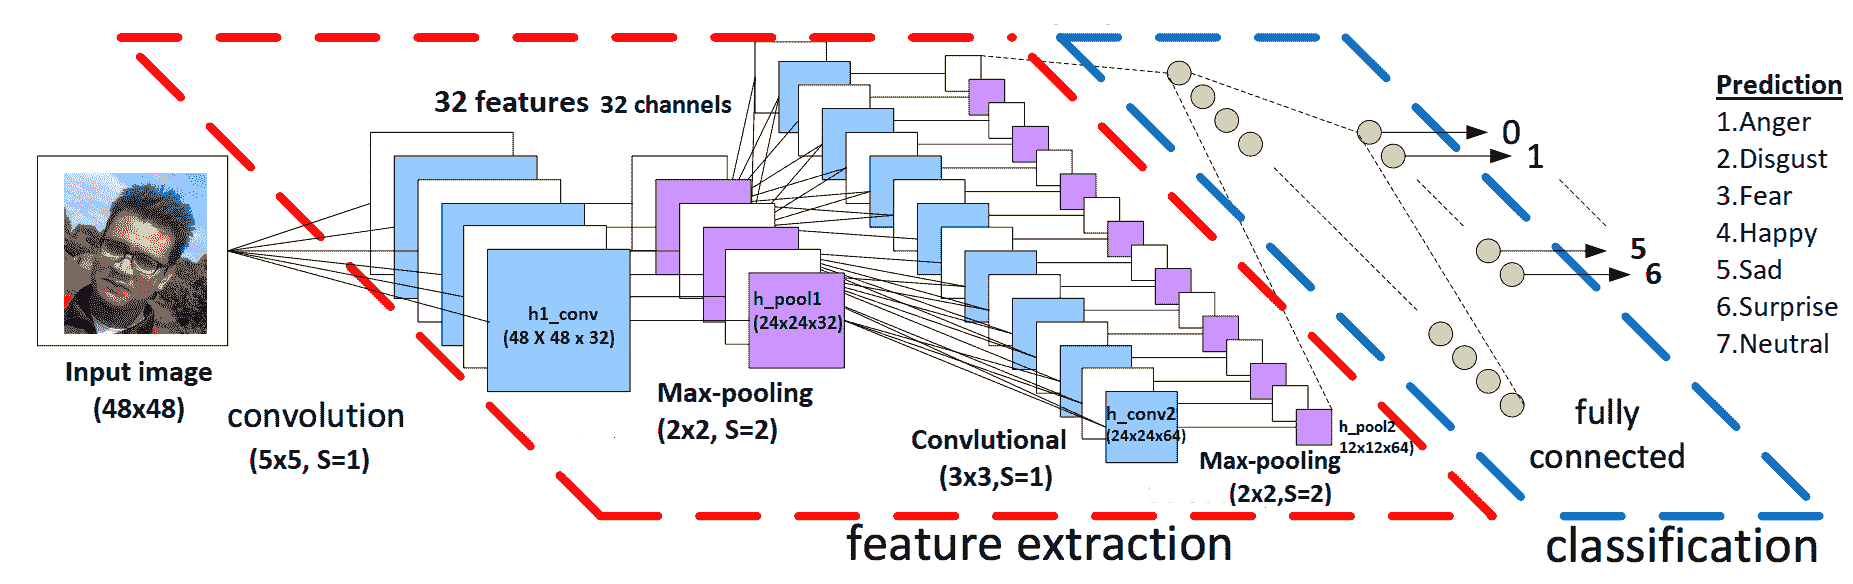 32 features 32 channels
Input image
(48x48)
convolution
(5x5, S=1)
h1_conv
(48 X 48 x 32)
h_pool1
(24x24x32)
Max-pooling
(2x2, S=2)
Convlutional
(3x3,S=1)
h_conv2
(24x24x64)
Max-pooling
(2x2,S=2)
h_pool2
12x12x64)
feature extraction
0
1
5
6
fully
connected
classification
Prediction
1.Anger
2.Disgust
3.Fear
4.Happy
5.Sad
6.Surprise
7.Neutral